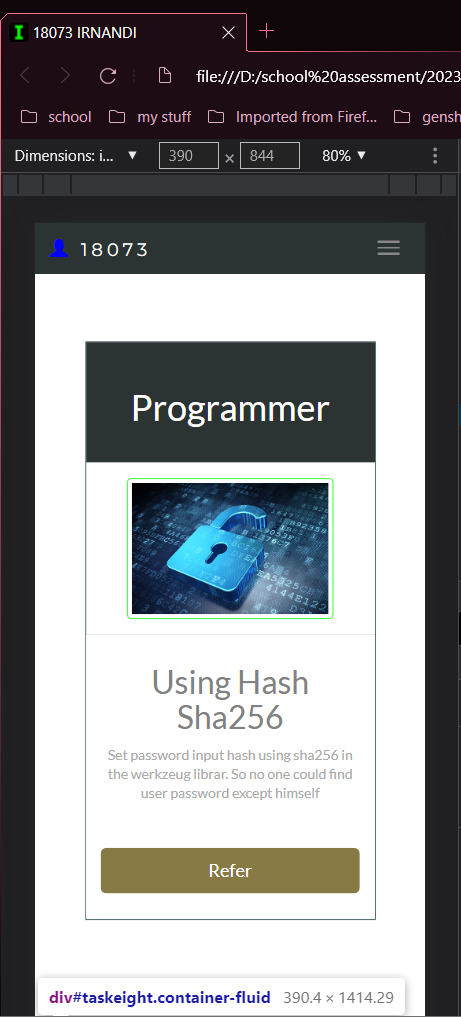 18073 IRNANDI
file:///D:/school%20assessment/2023
school
my stuff
Imported from Firef...
gensh
Dimensions: i...
390
×
844
80%
18073
Programmer
Using Hash
Sha256
Set password input hash using sha256 in
the werkzeug librar. So no one could find
user password except himself
Refer
div#taskeight.container-fluid 390.4 × 1414.29